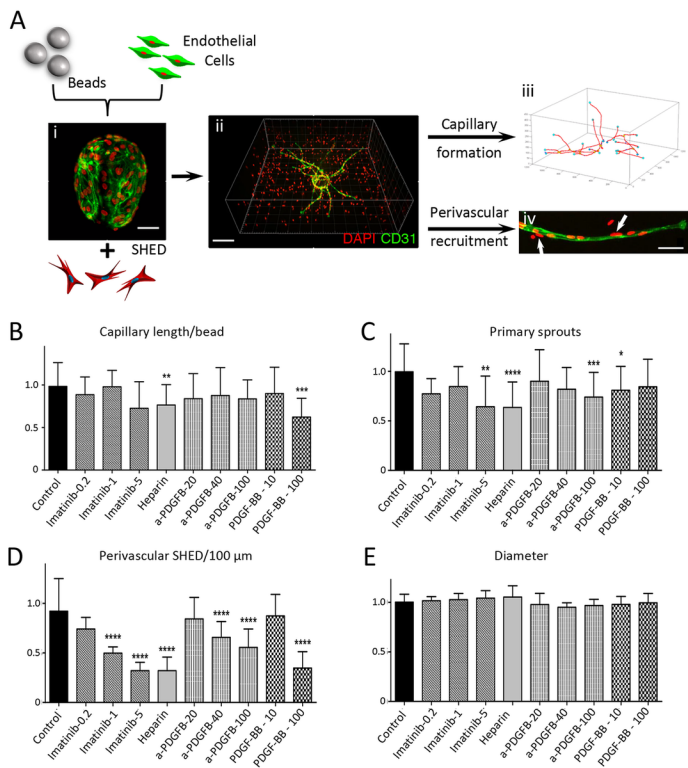 A
Beads
Endothelial
Cells
i
SHED
ii
DAPI CD31
Capillary
formation
Perivascular
recruitment
iii
iv
B
Capillary length/bead
1.0
0.5
0
Control
Imatinib-0.2
Imatinib-1
Imatinib-5
Heparin
a-PDGFB-20
a-PDGFB-40
a-PDGFB-100
PDGF-BB - 10
PDGF-BB - 100
**
***
C
Primary sprouts
1.0
0.5
0
Control
Imatinib-0.2
Imatinib-1
Imatinib-5
Heparin
a-PDGFB-20
a-PDGFB-40
a-PDGFB-100
PDGF-BB - 10
PDGF-BB - 100
**
****
***
*
D
Perivascular SHED/100 µm
1.0
0.5
0
Control
Imatinib-0.2
Imatinib-1
Imatinib-5
Heparin
a-PDGFB-20
a-PDGFB-40
a-PDGFB-100
PDGF-BB - 10
PDGF-BB - 100
****
****
****
****
****
****
E
Diameter
1.0
0.5
0
Control
Imatinib-0.2
Imatinib-1
Imatinib-5
Heparin
a-PDGFB-20
a-PDGFB-40
a-PDGFB-100
PDGF-BB - 10
PDGF-BB - 100